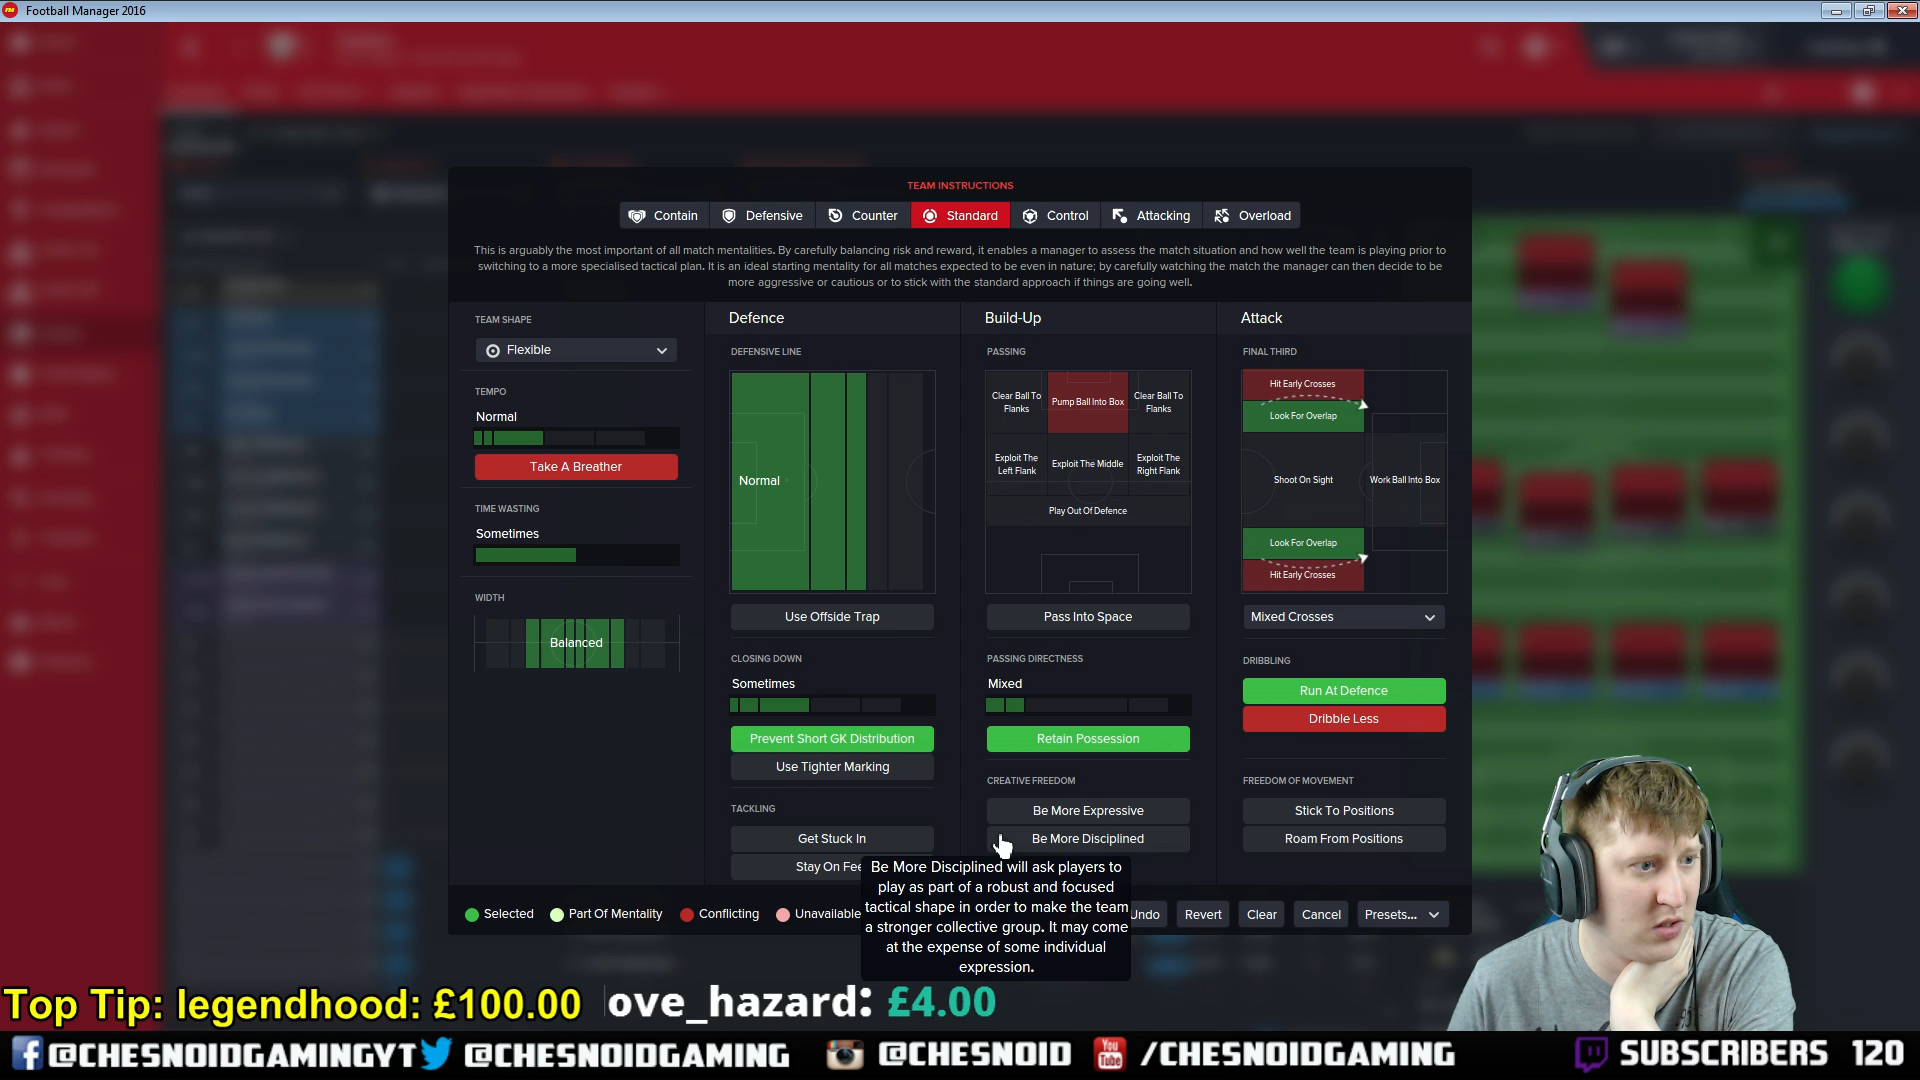 Football Manager 2016
TEAM INSTRUCTIONS
Contain
Defensive
Counter
Standard
Control
Attacking
Overload
This is arguably the most important of all match mentalities. By carefully balancing risk and reward, it enables a manager to assess the match situation and how well the team is playing prior to
switching to a more specialised tactical plan. It is an ideal starting mentality for all matches expected to be even in nature; by carefully watching the match the manager can then decide to be
more aggressive or cautious or to stick with the standard approach if things are going well.
TEAM SHAPE
Flexible
TEMPO
Normal
Take A Breather
TIME WASTING
Sometimes
WIDTH
Balanced
Defence
DEFENSIVE LINE
Normal
Use Offside Trap
CLOSING DOWN
Sometimes
Prevent Short GK Distribution
Use Tighter Marking
TACKLING
Get Stuck In
Stay On Fee
Build-Up
PASSING
Clear Ball To
Flanks
Pump Ball Into Box
Clear Ball To
Flanks
Exploit The
Left Flank
Exploit The Middle
Exploit The
Right Flank
Play Out Of Defence
Pass Into Space
PASSING DIRECTNESS
Mixed
Retain Possession
CREATIVE FREEDOM
Be More Expressive
Be More Disciplined
Be More Disciplined will ask players to
play as part of a robust and focused
tactical shape in order to make the team
a stronger collective group. It may come
at the expense of some individual
expression.
Attack
FINAL THIRD
Hit Early Crosses
Look For Overlap
Shoot On Sight
Work Ball Into Box
Look For Overlap
Hit Early Crosses
Mixed Crosses
DRIBBLING
Run At Defence
Dribble Less
FREEDOM OF MOVEMENT
Stick To Positions
Roam From Positions
Selected
Part Of Mentality
Conflicting
Unavailable
Undo
Revert
Clear
Cancel
Presets...
Top Tip: legendhood: £100.00
ove_hazard: £4.00
@CHESNOIDGAMINGYT
@CHESNOIDGAMING
@CHESNOID
You Tube
/CHESNOIDGAMING
SUBSCRIBERS 120